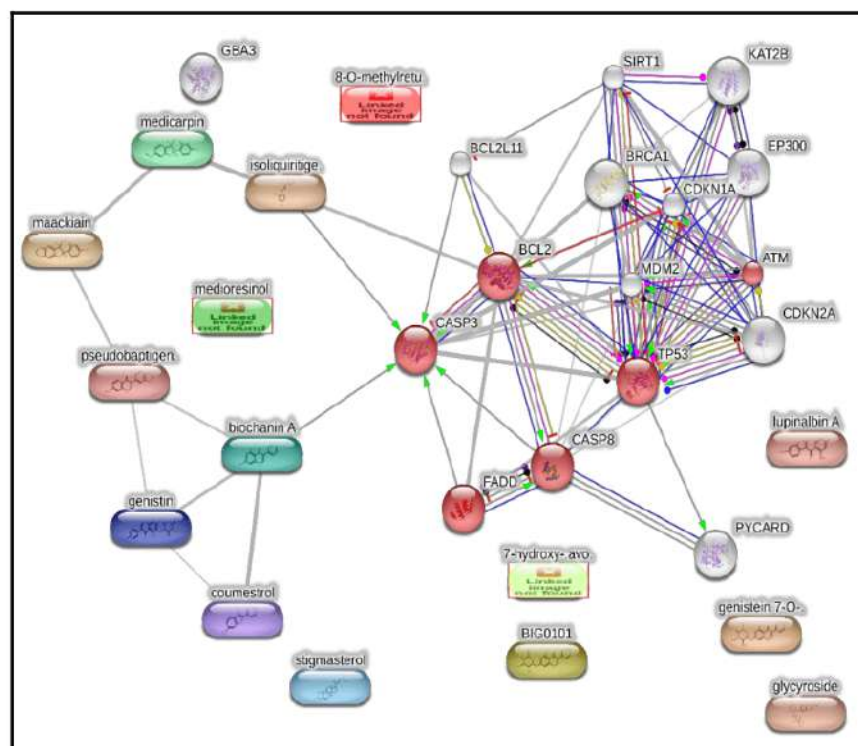 GBA3
8-O-methylretu
Linked
image
not found
SIRT1
KAT2B
medicarpin
BCL2L11
BRCA1
EP300
isoliquiritige.
CDKN1A
maackiain
BCL2
ATM
MDM2
medioresinol
Linked
image
not found
CASP3
CDKN2A
TP53
pseudobaptigen.
biochanin A
lupinalbin A
CASP8
FADD
genistin
PYCARD
7-hydroxy-.avo
Linked
image
not found
coumestrol
genistein 7-O-.
BIG0101
stigmasterol
glycyroside